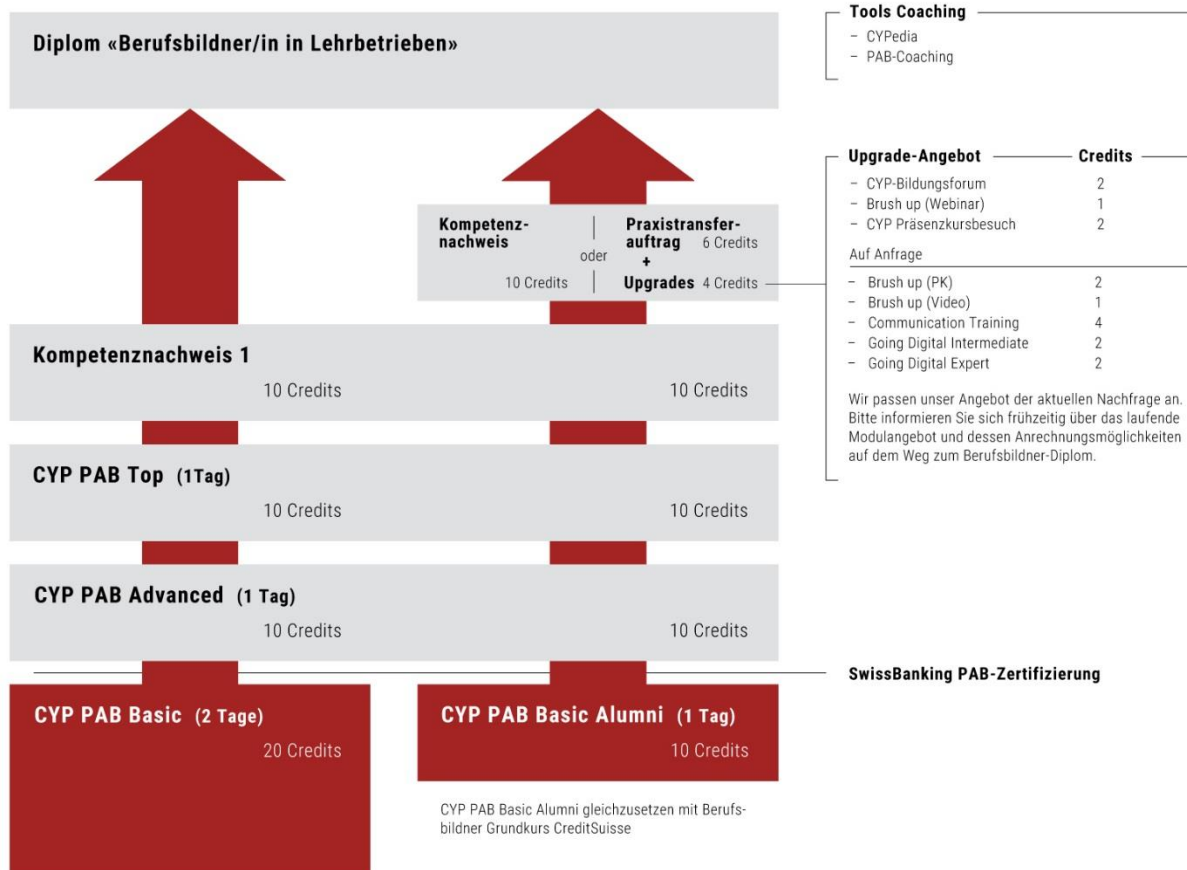 Diplom «Berufsbildner/in in Lehrbetrieben»
Kompetenz-
nachweis
10 Credits
oder
Praxistransfer-
auftrag 6 Credits
+
Upgrades 4 Credits
Kompetenznachweis 1
10 Credits 10 Credits
CYP PAB Top (1Tag)
10 Credits 10 Credits
CYP PAB Advanced (1 Tag)
10 Credits 10 Credits
CYP PAB Basic (2 Tage)
20 Credits
CYP PAB Basic Alumni (1 Tag)
10 Credits
CYP PAB Basic Alumni gleichzusetzen mit Berufs-
bildner Grundkurs CreditSuisse
Tools Coaching
– CYPedia
– PAB-Coaching
Upgrade-Angebot Credits
– CYP-Bildungsforum 2
– Brush up (Webinar) 1
– CYP Präsenzkursbesuch 2
Auf Anfrage
– Brush up (PK) 2
– Brush up (Video) 1
– Communication Training 4
– Going Digital Intermediate 2
– Going Digital Expert 2
Wir passen unser Angebot der aktuellen Nachfrage an.
Bitte informieren Sie sich frühzeitig über das laufende
Modulangebot und dessen Anrechnungsmöglichkeiten
auf dem Weg zum Berufsbildner-Diplom.
SwissBanking PAB-Zertifizierung